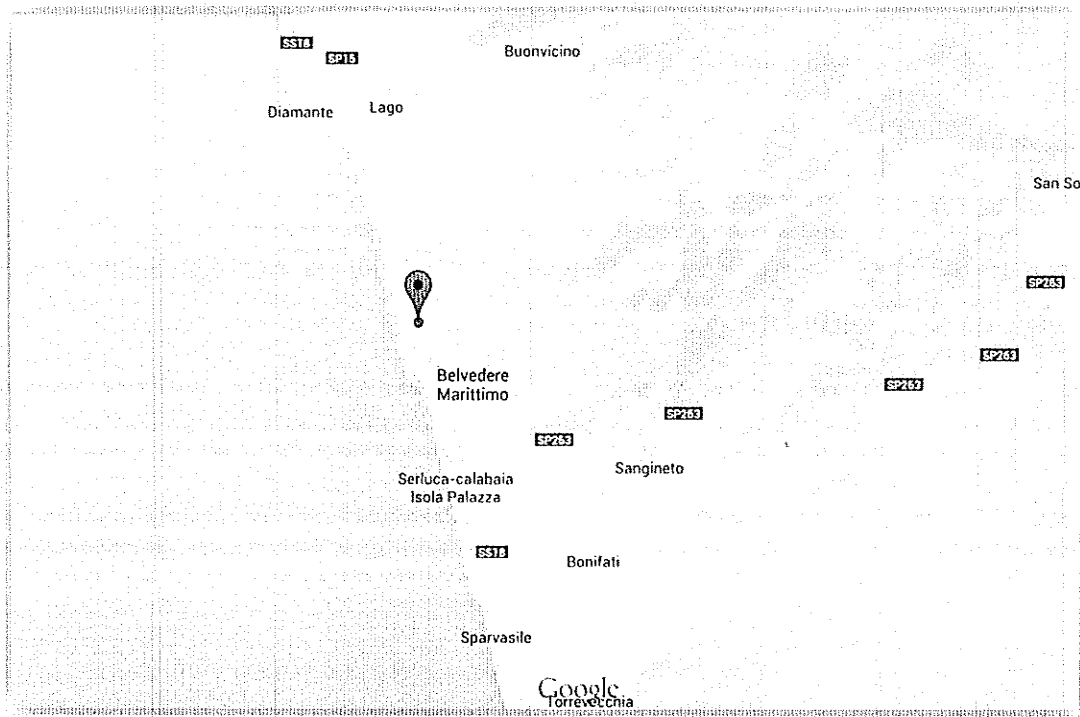 SS18
SP15
Buonvicino
Diamante
Lago
San So
SP263
SP263
SP263
Belvedere
Marittimo
SP263
SP263
Sangineto
Serluca-calabaia
Isola Palazza
SS18
Bonifati
Sparvasile
Google
Torrevecchia